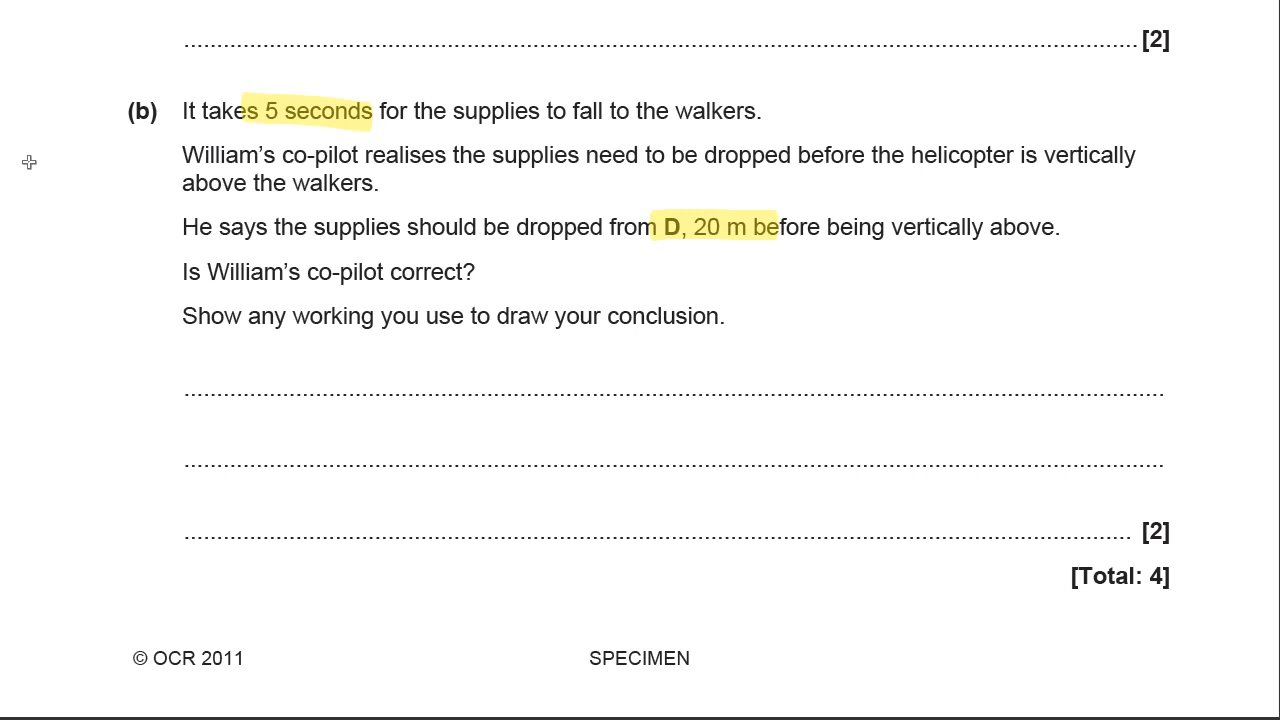 [2]
(b) It takes 5 seconds for the supplies to fall to the walkers.
William's co-pilot realises the supplies need to be dropped before the helicopter is vertically
above the walkers.
He says the supplies should be dropped from D, 20 m before being vertically above.
Is William's co-pilot correct?
Show any working you use to draw your conclusion.
[2]
[Total: 4]
© OCR 2011 SPECIMEN